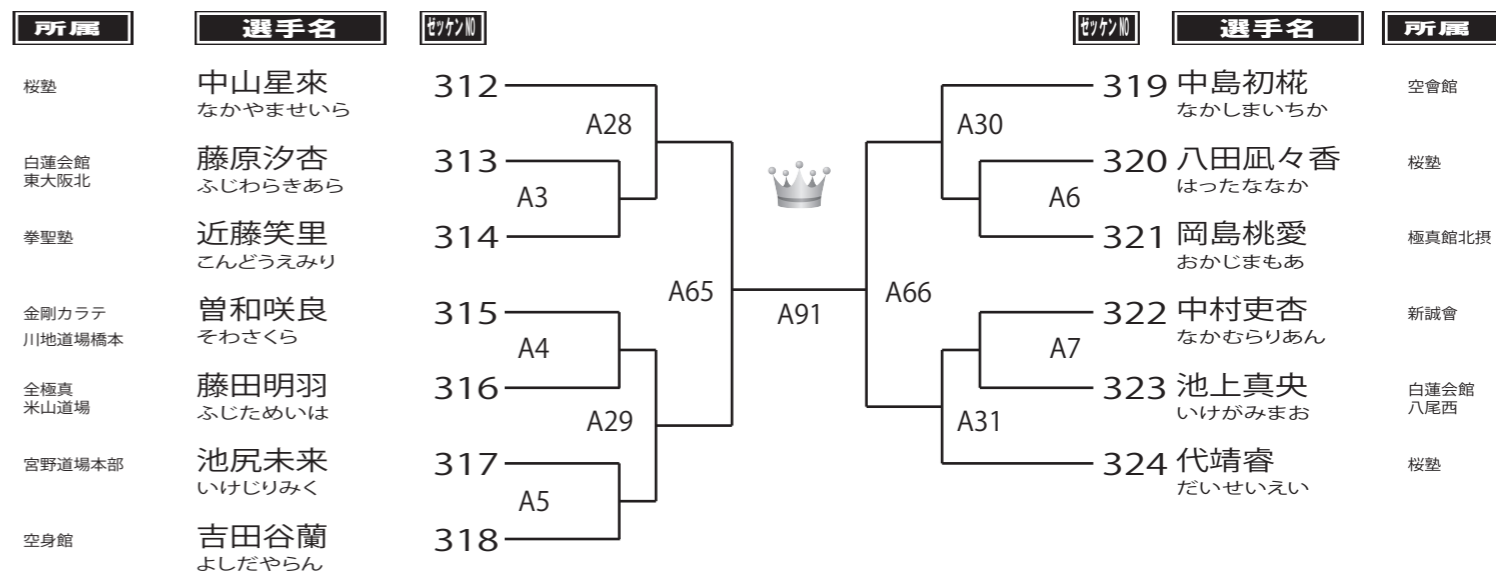 所属 選手名 ゼッケンNO ゼッケンNO 選手名 所属
桜塾 中山星來 312
なかやませいら
白蓮会館
東大阪北
藤原汐杏 313
ふじわらきあら
拳聖塾 近藤笑里 314
こんどうえみり
金剛カラテ
川地道場橋本
曽和咲良 315
そわさくら
全極真
米山道場
藤田明羽 316
ふじためいは
宮野道場本部 池尻未来 317
いけじりみく
空身館 吉田谷蘭 318
よしだやらん
A28
A3
A4
A29
A5
A65
A91
A66
A30
A6
A7
A31
319 中島初椛 空會館
なかしまいちか
320 八田凪々香 桜塾
はったななか
321 岡島桃愛 極真館北摂
おかじまもあ
322 中村吏杏 新誠會
なかむらりあん
323 池上真央
いけがみまお
白蓮会館
八尾西
324 代靖睿 桜塾
だいせいえい